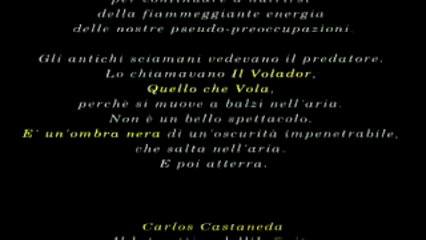 per continuare a nutrirsi
della fiammeggiante energia
delle nostre pseudo-preoccupazioni.
Gli antichi sciamani vedevano il predatore.
Lo chiamavano Il Volador,
Quello che Vola,
perchè si muove a balzi nell'aria.
Non è un bello spettacolo.
E' un'ombra nera di un'oscurità impenetrabile,
che salta nell'aria.
E poi atterra.
Carlos Castaneda